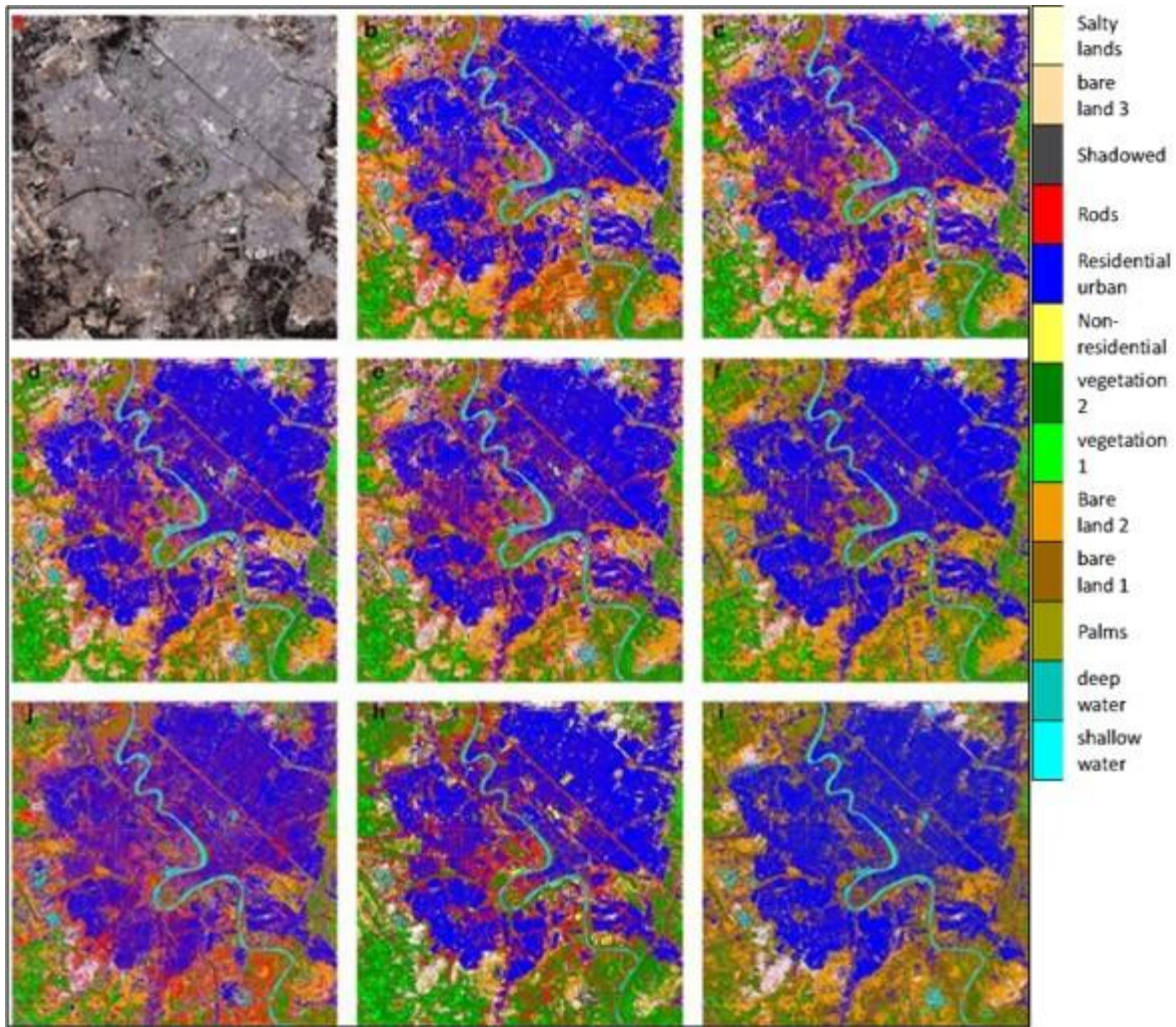 b
c
d
e
f
j
h
i
Salty
lands
bare
land 3
Shadowed
Rods
Residential
urban
Non-
residential
vegetation
2
vegetation
1
Bare
land 2
bare
land 1
Palms
deep
water
shallow
water